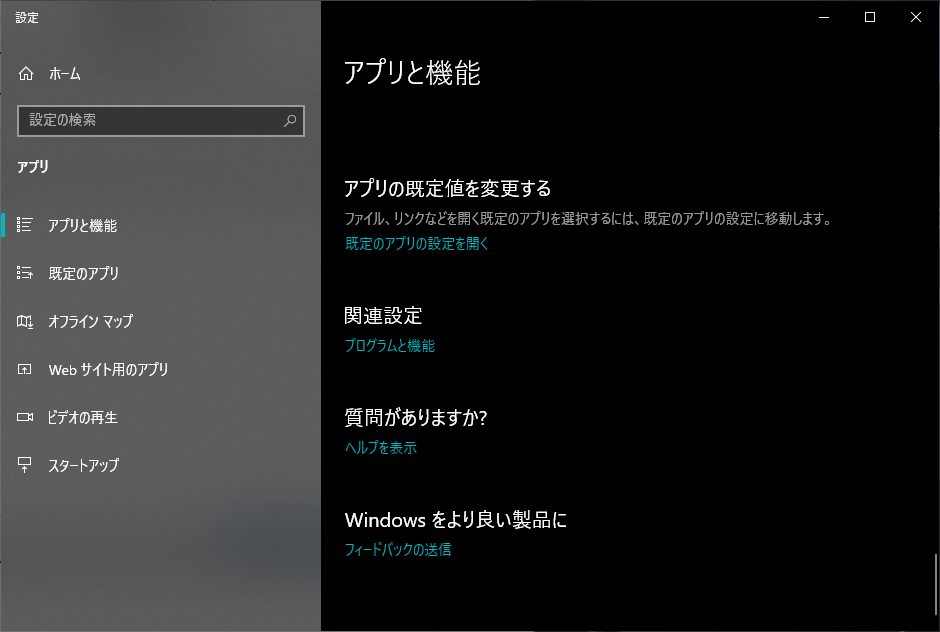 設定
ホーム
設定の検索
アプリ
アプリと機能
既定のアプリ
オフライン マップ
Web サイト用のアプリ
ビデオの再生
スタートアップ
アプリと機能
アプリの既定値を変更する
ファイル、リンクなどを開く既定のアプリを選択するには、既定のアプリの設定に移動します。
既定のアプリの設定を開く
関連設定
プログラムと機能
質問がありますか?
ヘルプを表示
Windows をより良い製品に
フィードバックの送信